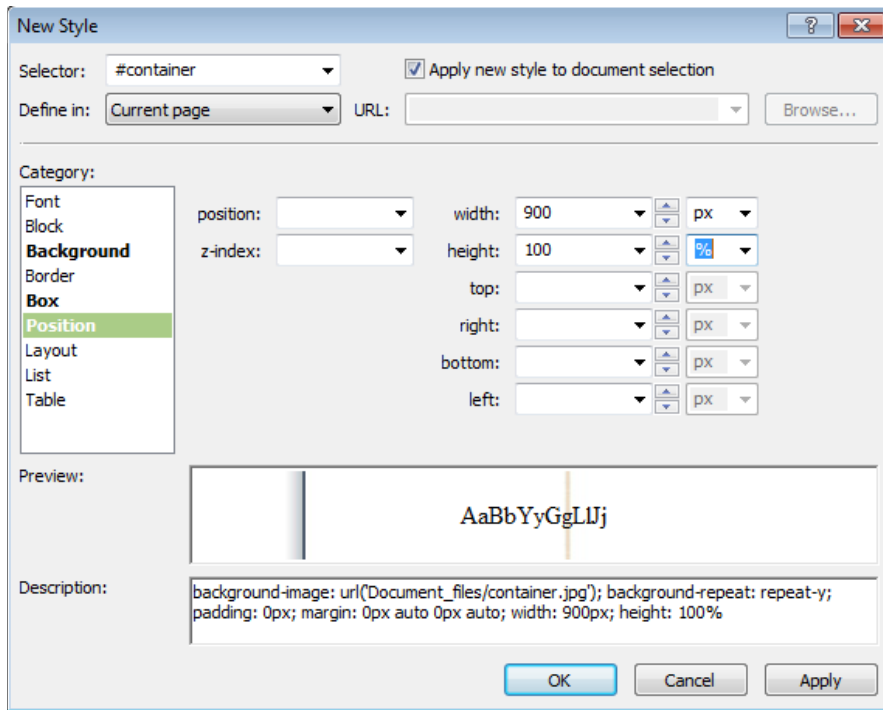 New Style
?
Selector: #container Apply new style to document selection
Define in: Current page URL: Browse...
Category:
Font
Block
Background
Border
Box
Position
Layout
List
Table
position: width: 900 px
z-index: height: 100 %
top: px
right: px
bottom: px
left: px
Preview:
AaBbYyGgLlJj
Description:
background-image: url('Document_files/container.jpg'); background-repeat: repeat-y;
padding: 0px; margin: 0px auto 0px auto; width: 900px; height: 100%
OK Cancel Apply